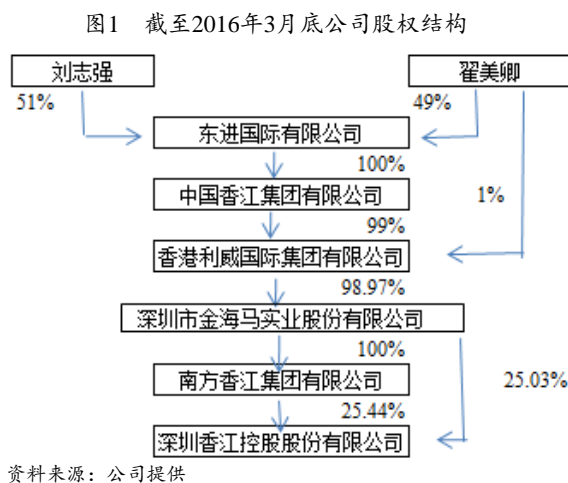 图1 截至2016年3月底公司股权结构
刘志强
翟美卿
51%
49%
东进国际有限公司
100%
中国香江集团有限公司
1%
99%
香港利威国际集团有限公司
98.97%
深圳市金海马实业股份有限公司
100%
南方香江集团有限公司
25.03%
25.44%
深圳香江控股股份有限公司
资料来源：公司提供